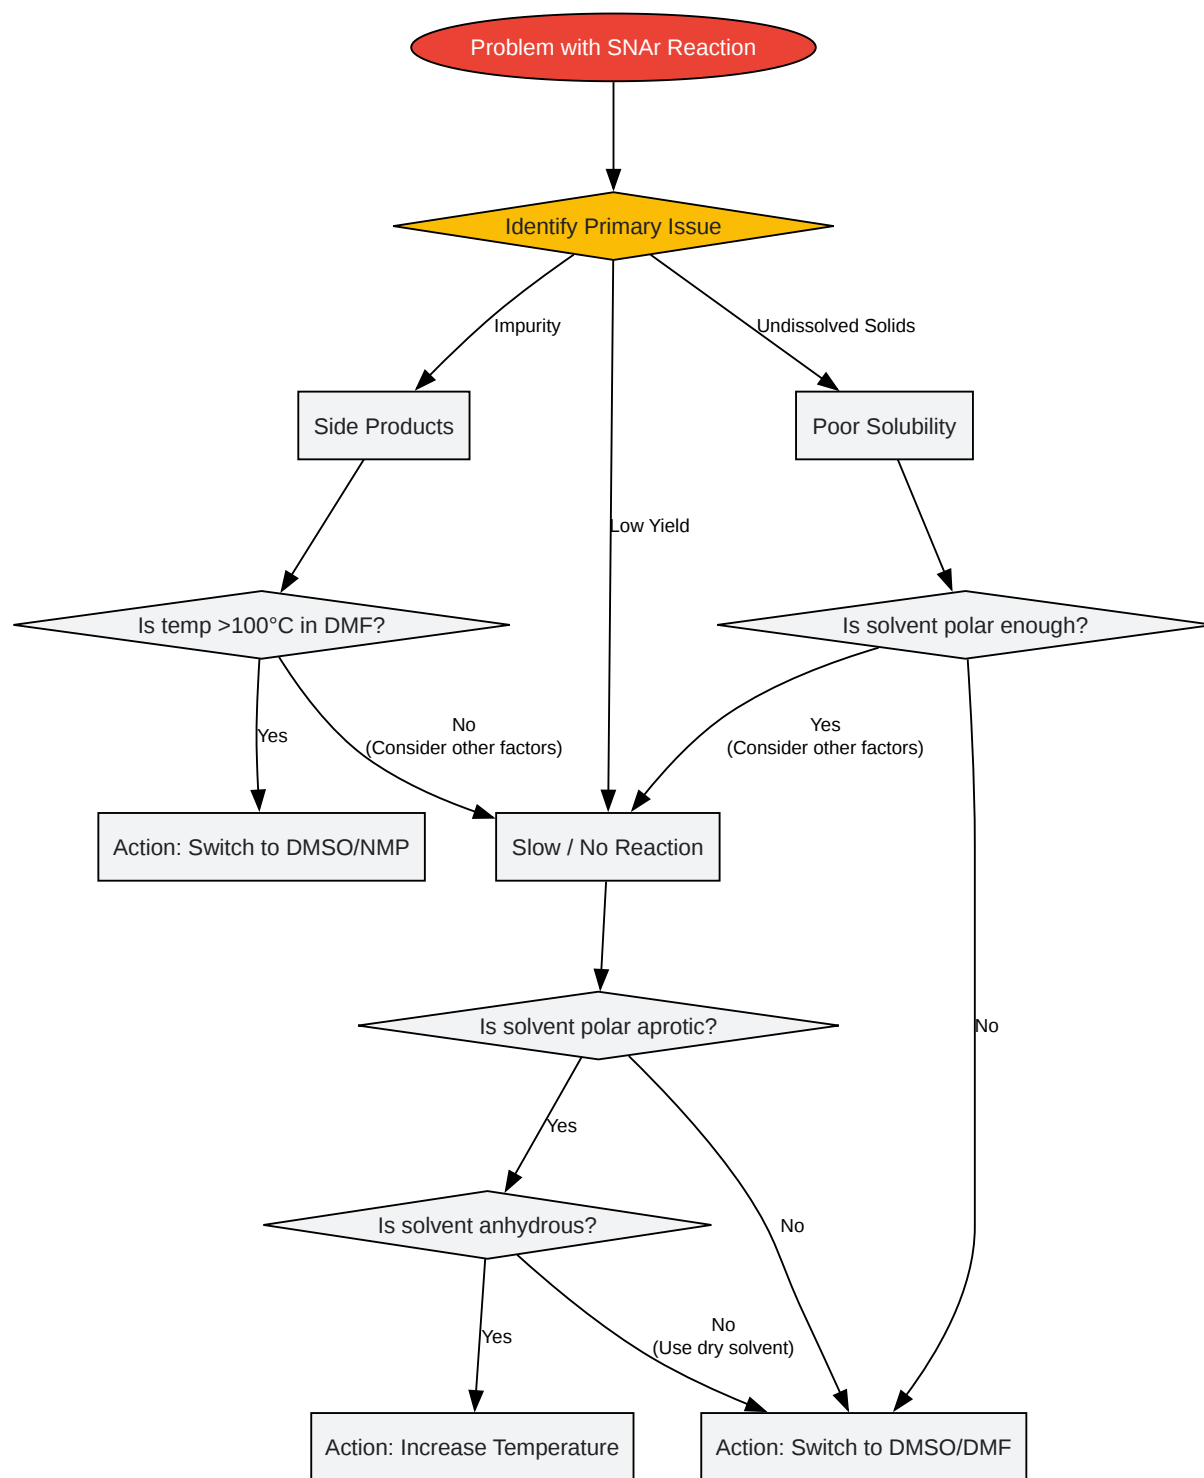 Problem with SNAr Reaction
Identify Primary Issue
Impurity
Undissolved Solids
Side Products
Poor Solubility
Low Yield
Is temp >100°C in DMF?
Is solvent polar enough?
Yes
No
(Consider other factors)
Yes
(Consider other factors)
Action: Switch to DMSO/NMP
Slow / No Reaction
Is solvent polar aprotic?
No
Yes
Is solvent anhydrous?
No
Yes
No
(Use dry solvent)
Action: Increase Temperature
Action: Switch to DMSO/DMF